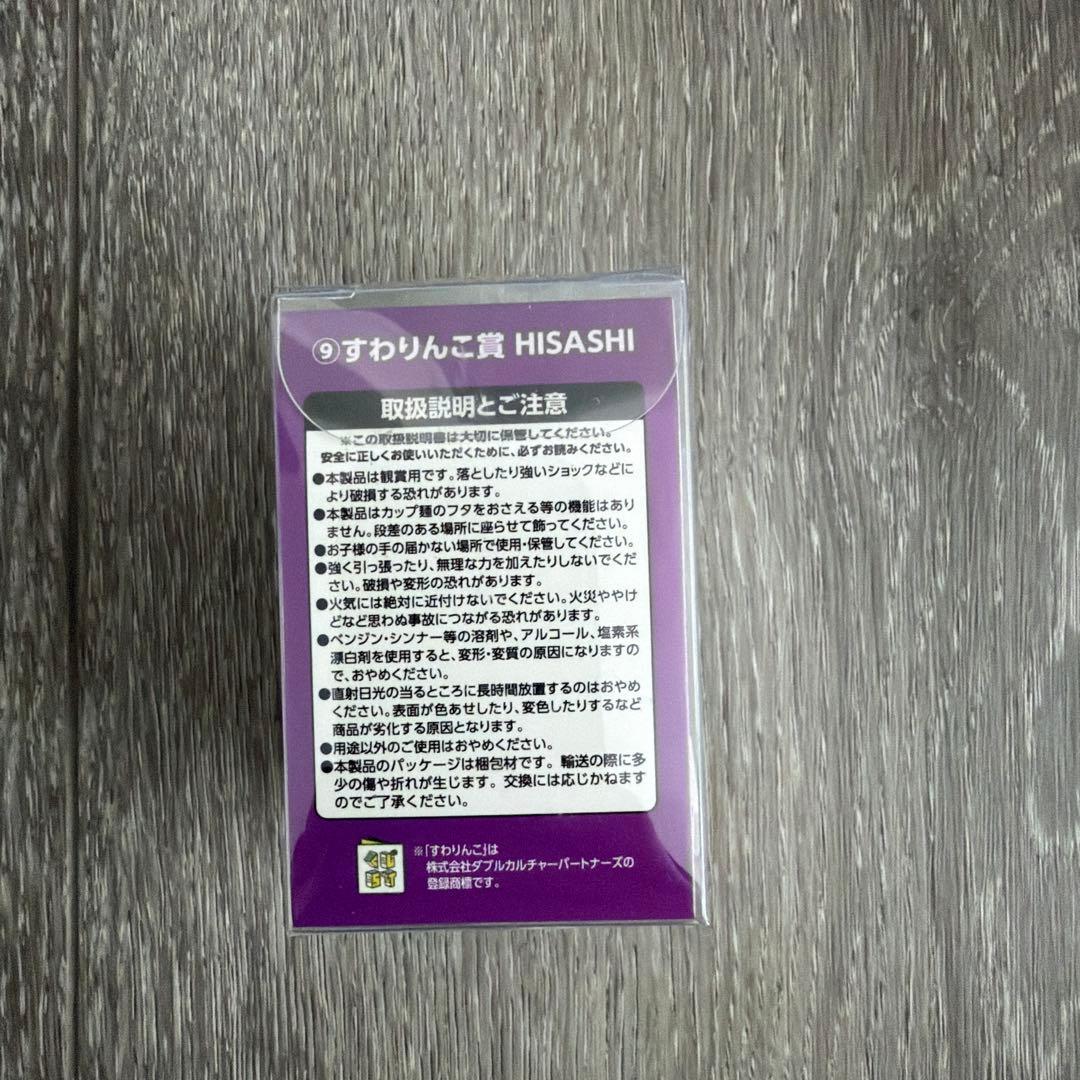 ⑨すわりんこ賞 HISASHI
取扱説明とご注意
※この取扱説明書は大切に保管してください。
安全に正しくお使いいただくために、必ずお読みください。
●本製品は観賞用です。落としたり強いショックなどに
より破損する恐れがあります。
●本製品はカップ麺のフタをおさえる等の機能はあり
ません。段差のある場所に座らせて飾ってください。
●お子様の手の届かない場所で使用・保管してください。
●強く引っ張ったり、無理な力を加えたりしないでくだ
さい。破損や変形の恐れがあります。
●火気には絶対に近付けないでください。火災ややけ
どなど思わぬ事故につながる恐れがあります。
●ベンジン・シンナー等の溶剤や、アルコール、塩素系
漂白剤を使用すると、変形・変質の原因になりますの
で、おやめください。
●直射日光の当るところに長時間放置するのはおやめ
ください。表面が色あせしたり、変色したりするなど
商品が劣化する原因となります。
●用途以外のご使用はおやめください。
●本製品のパッケージは梱包材です。輸送の際に多
少の傷や折れが生じます。交換には応じかねます
のでご了承ください。
※「すわりんこ」は
株式会社ダブルカルチャーパートナーズの
登録商標です。